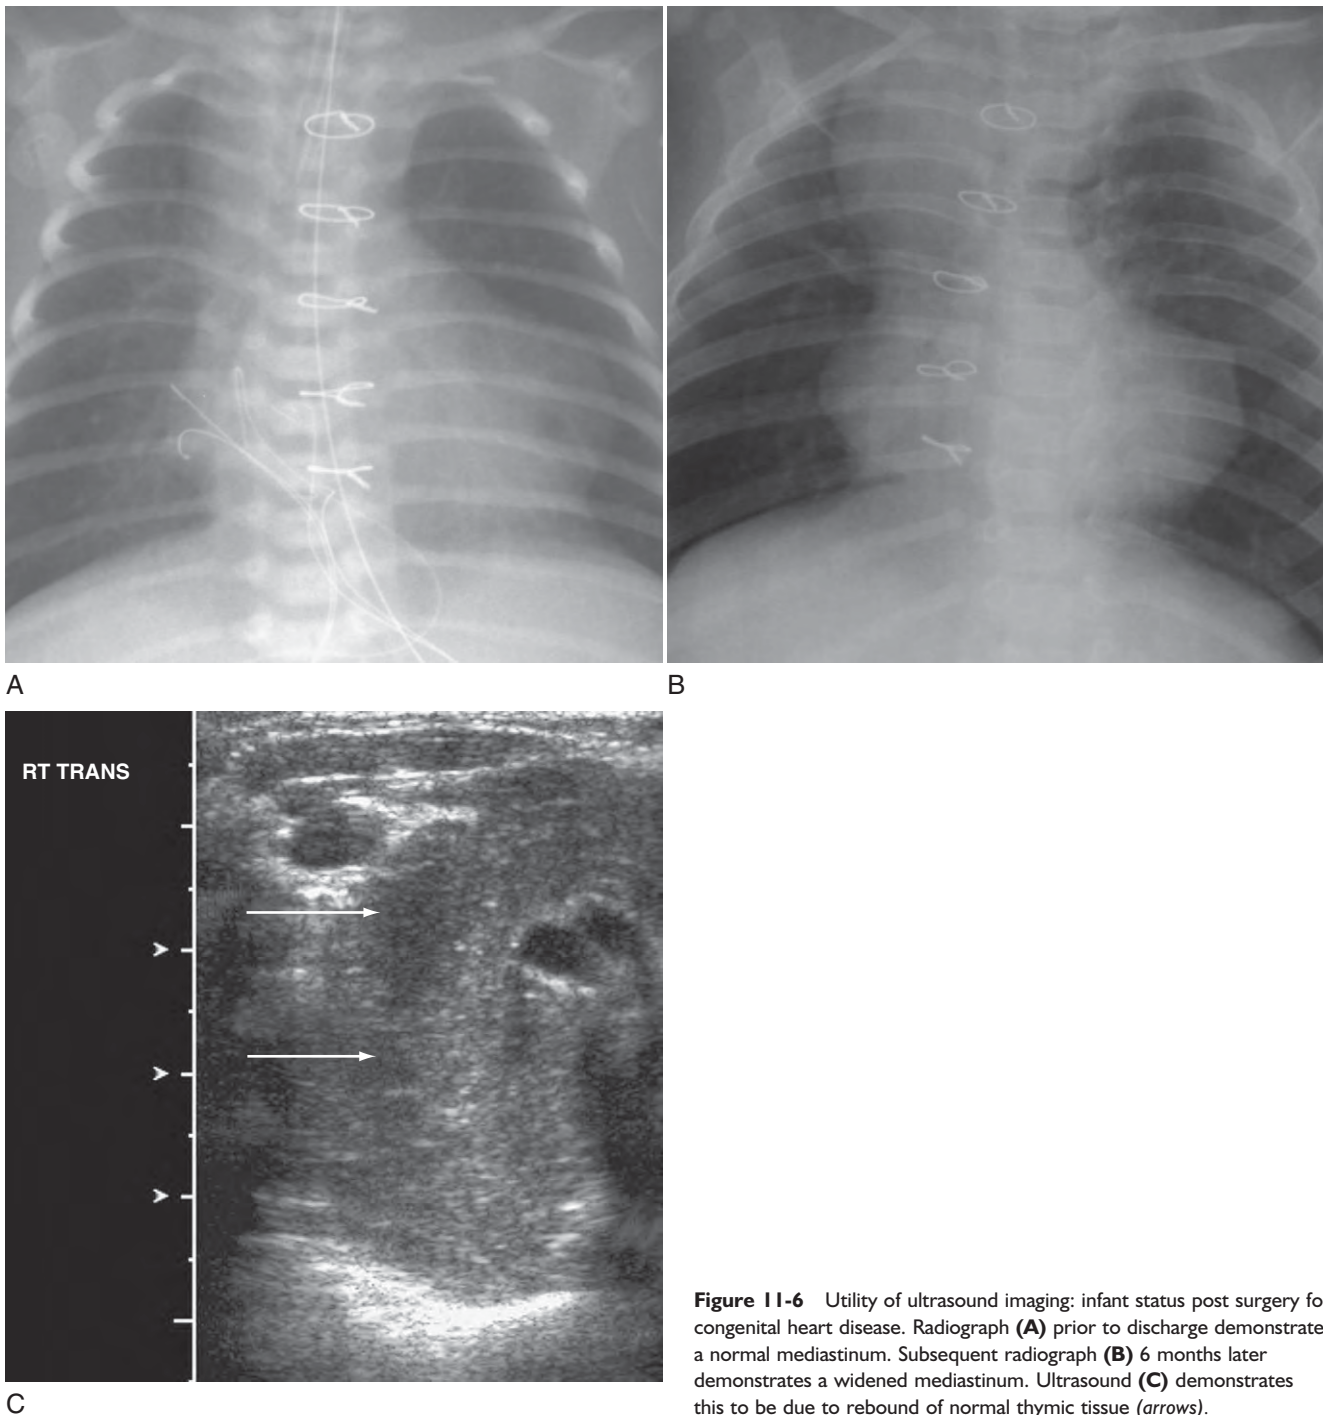 A
B
RT TRANS
C
Figure 11-6 Utility of ultrasound imaging: infant status post surgery fo
congenital heart disease. Radiograph (A) prior to discharge demonstrate
a normal mediastinum. Subsequent radiograph (B) 6 months later
demonstrates a widened mediastinum. Ultrasound (C) demonstrates
this to be due to rebound of normal thymic tissue (arrows).